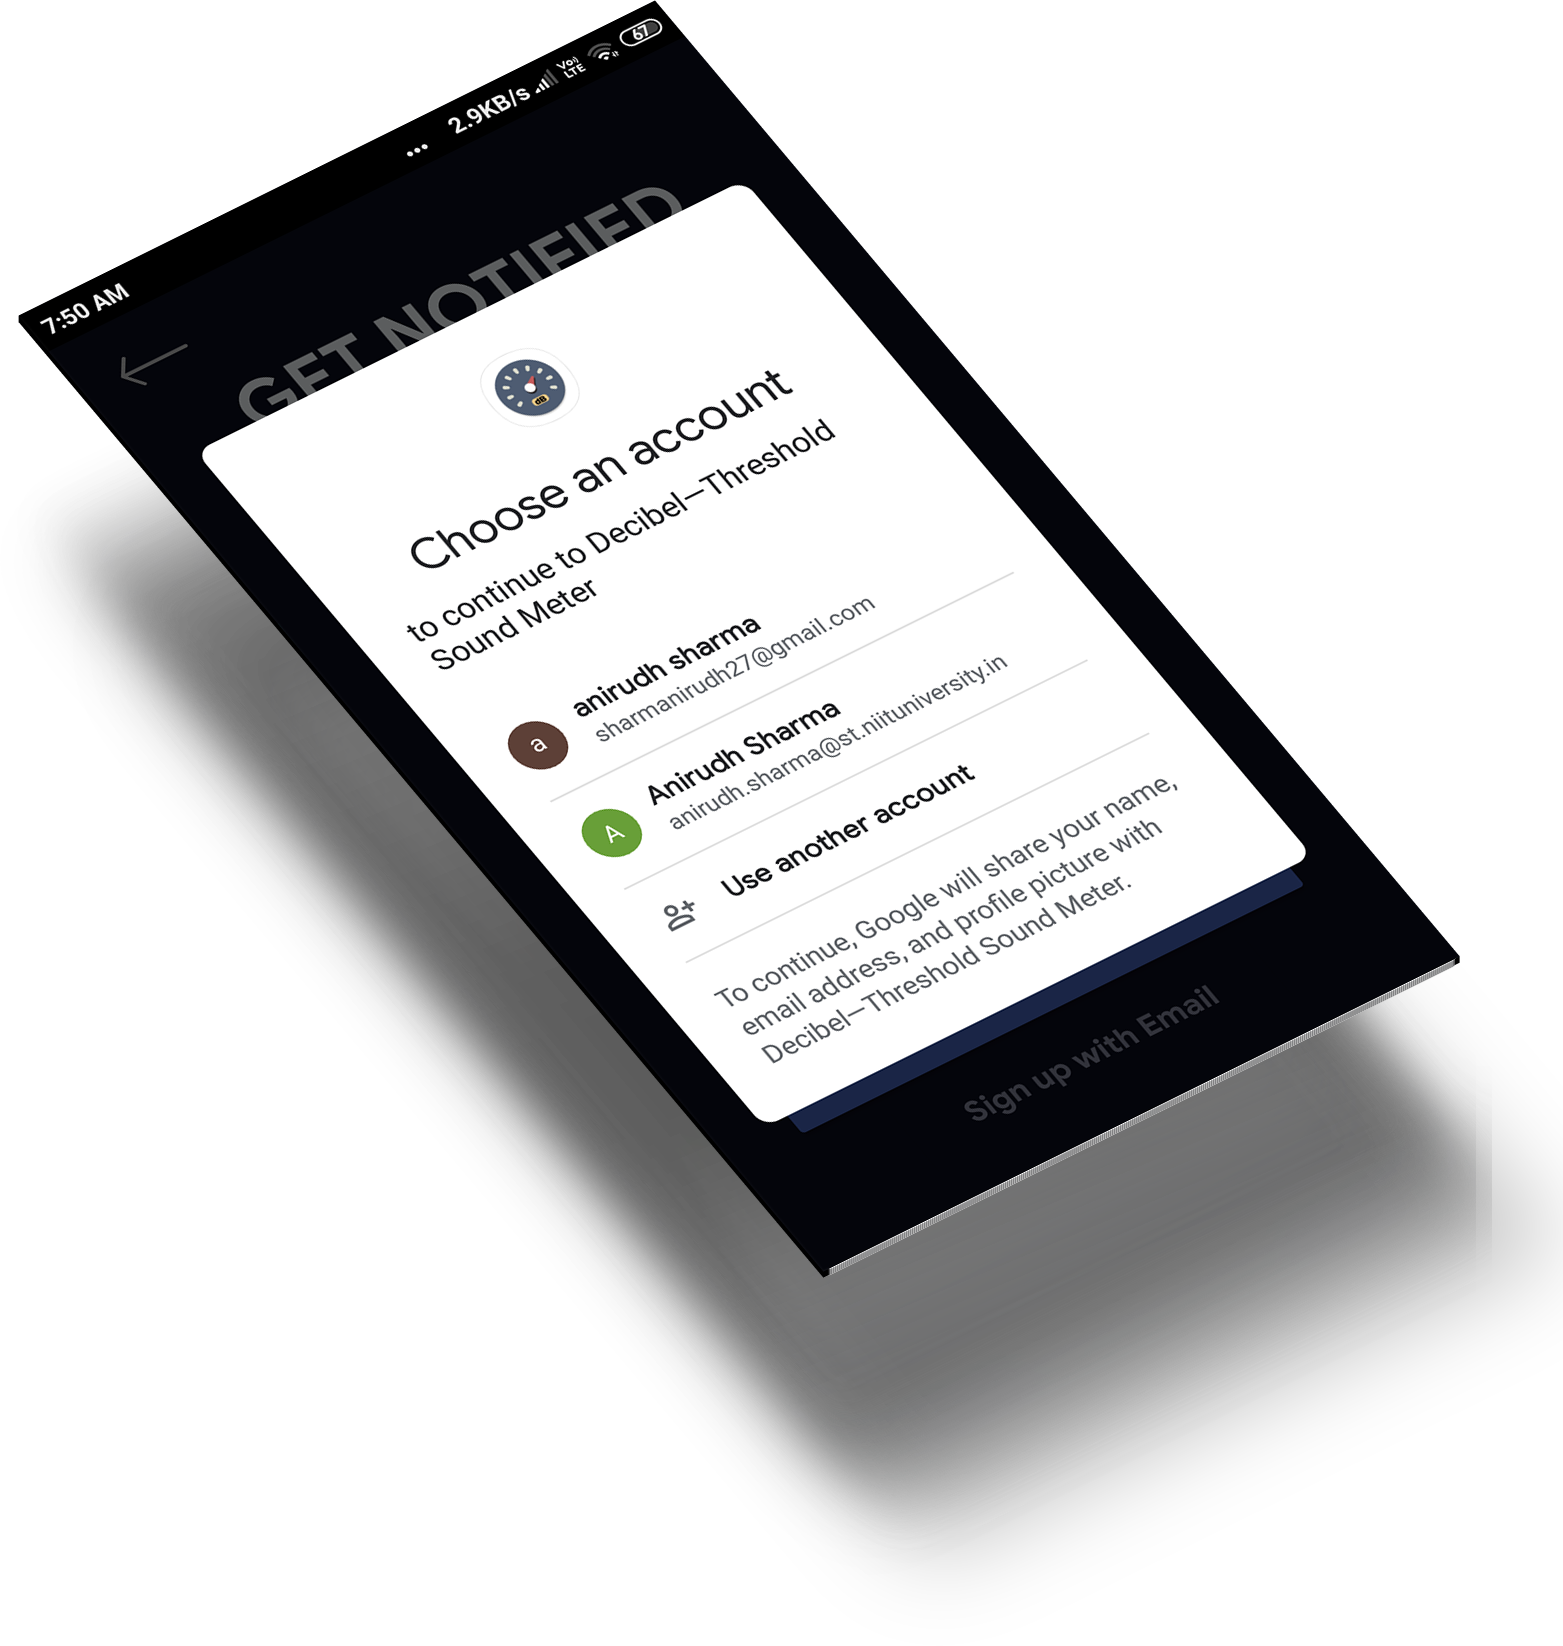 7:50 AM
...
2.9KB/s
Vo)) LTE
67
GET NOTIFIED
dB
Choose an account
to continue to Decibel–Threshold
Sound Meter
a
anirudh sharma
sharmanirudh27@gmail.com
A
Anirudh Sharma
anirudh.sharma@st.niituniversity.in
Use another account
To continue, Google will share your name,
email address, and profile picture with
Decibel–Threshold Sound Meter.
Sign up with Email